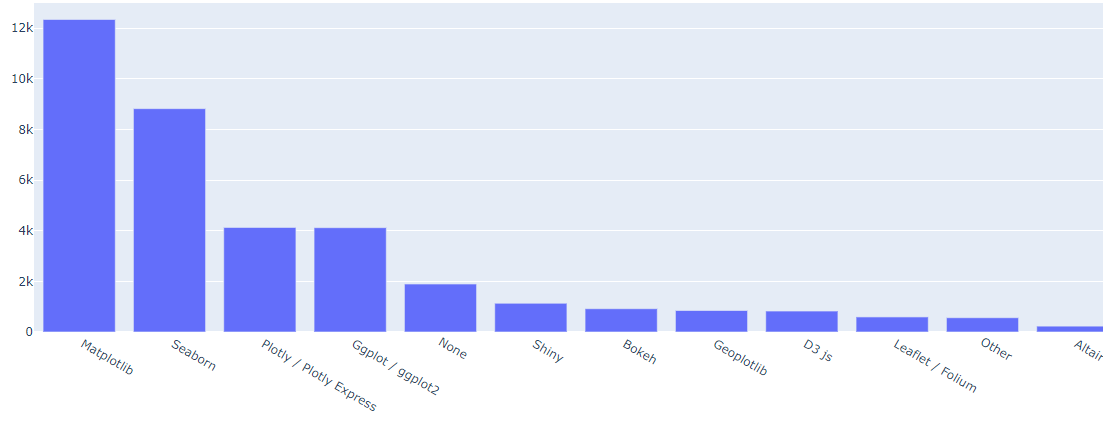 12k
10k
8k
6k
4k
2k
0
Matplotlib
Seaborn
Plotly / Plotly Express
Ggplot / ggplot2
None
Shiny
Bokeh
Geoplotlib
D3 js
Leaflet / Folium
Other
Altair